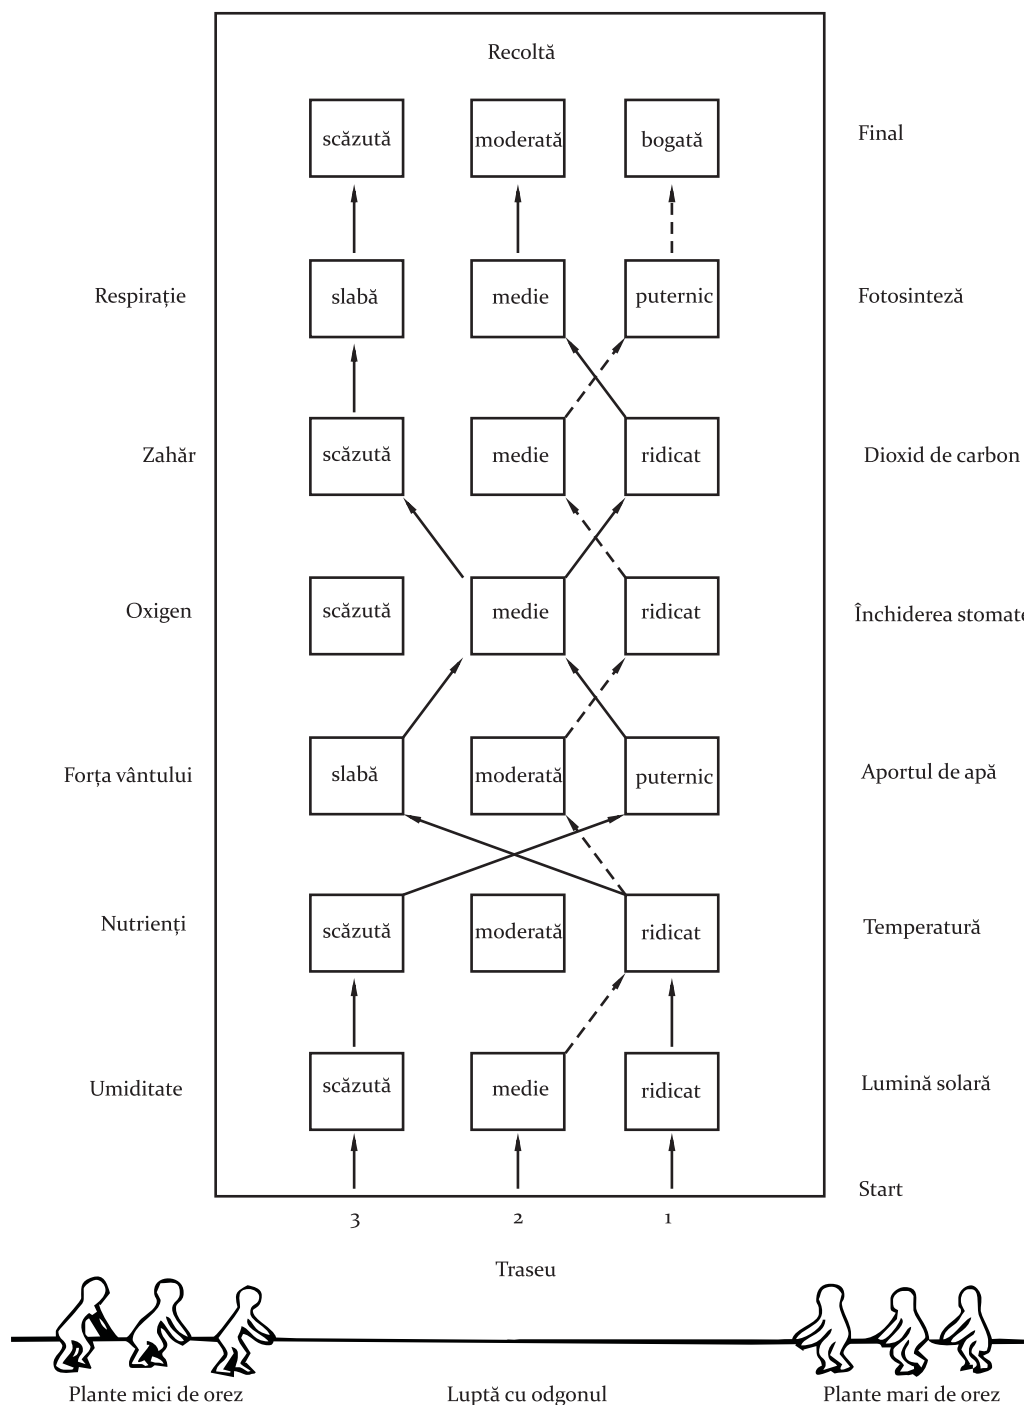 Recoltă
scăzută moderată bogată Final
Respirație slabă medie puternic Fotosinteză
Zahăr scăzută medie ridicat Dioxid de carbon
Oxigen scăzută medie ridicat Închiderea stomate
Forța vântului slabă moderată puternic Aportul de apă
Nutrienți scăzută moderată ridicat Temperatură
Umiditate scăzută medie ridicat Lumină solară
Start
3 2 1
Traseu
Plante mici de orez Luptă cu odgonul Plante mari de orez